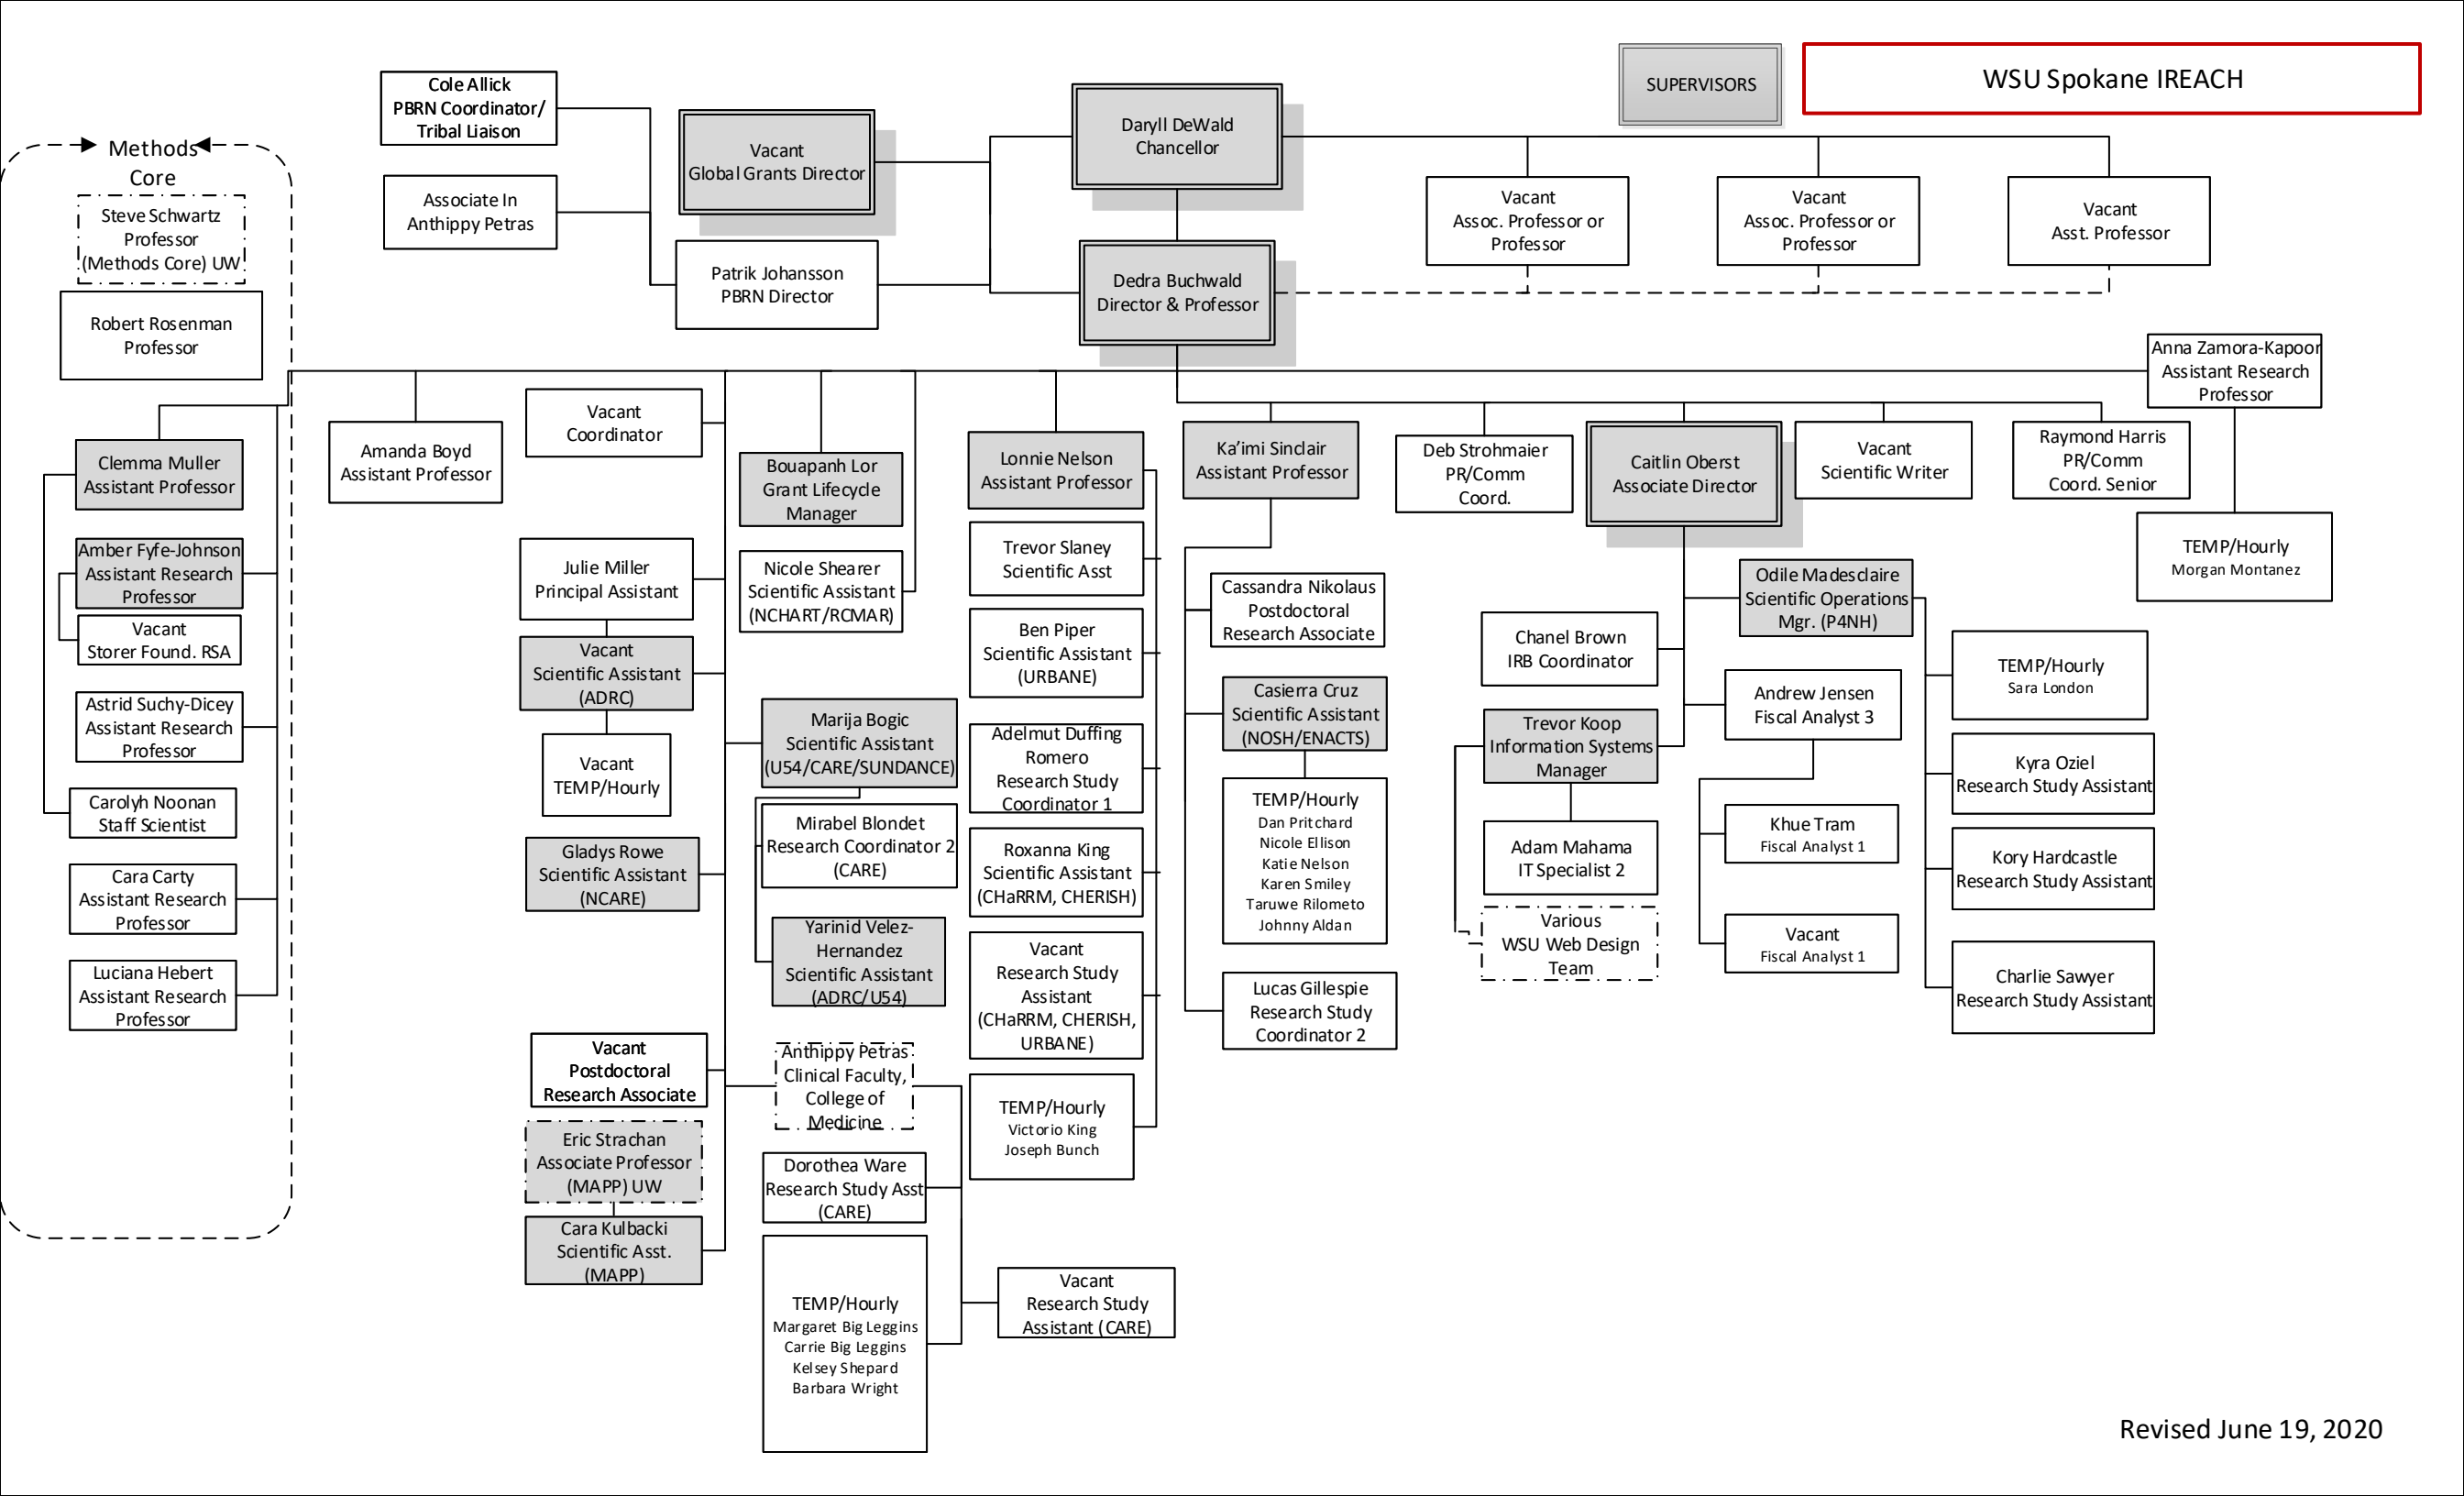 SUPERVISORS
WSU Spokane IREACH
Cole Allick
PBRN Coordinator/
Tribal Liaison
Associate In
Anthippy Petras
Vacant
Global Grants Director
Patrik Johansson
PBRN Director
Daryll DeWald
Chancellor
Dedra Buchwald
Director & Professor
Vacant
Assoc. Professor or
Professor
Vacant
Assoc. Professor or
Professor
Vacant
Asst. Professor
Methods
Core
Steve Schwartz
Professor
(Methods Core) UW
Robert Rosenman
Professor
Clemma Muller
Assistant Professor
Amber Fyfe-Johnson
Assistant Research
Professor
Vacant
Storer Found. RSA
Astrid Suchy-Dicey
Assistant Research
Professor
Carolyh Noonan
Staff Scientist
Cara Carty
Assistant Research
Professor
Luciana Hebert
Assistant Research
Professor
Amanda Boyd
Assistant Professor
Vacant
Coordinator
Julie Miller
Principal Assistant
Vacant
Scientific Assistant
(ADRC)
Vacant
TEMP/Hourly
Gladys Rowe
Scientific Assistant
(NCARE)
Vacant
Postdoctoral
Research Associate
Eric Strachan
Associate Professor
(MAPP) UW
Cara Kulbacki
Scientific Asst.
(MAPP)
Bouapanh Lor
Grant Lifecycle
Manager
Nicole Shearer
Scientific Assistant
(NCHART/RCMAR)
Marija Bogic
Scientific Assistant
(U54/CARE/SUNDANCE)
Mirabel Blondet
Research Coordinator 2
(CARE)
Yarinid Velez-
Hernandez
Scientific Assistant
(ADRC/U54)
Anthippy Petras
Clinical Faculty,
College of
Medicine
Dorothea Ware
Research Study Asst
(CARE)
TEMP/Hourly
Margaret Big Leggins
Carrie Big Leggins
Kelsey Shepard
Barbara Wright
Vacant
Research Study
Assistant (CARE)
Lonnie Nelson
Assistant Professor
Trevor Slaney
Scientific Asst
Ben Piper
Scientific Assistant
(URBANE)
Adelmut Duffing
Romero
Research Study
Coordinator 1
Roxanna King
Scientific Assistant
(CHaRRM, CHERISH)
Vacant
Research Study
Assistant
(CHaRRM, CHERISH,
URBANE)
TEMP/Hourly
Victorio King
Joseph Bunch
Ka’imi Sinclair
Assistant Professor
Cassandra Nikolaus
Postdoctoral
Research Associate
Casierra Cruz
Scientific Assistant
(NOSH/ENACTS)
TEMP/Hourly
Dan Pritchard
Nicole Ellison
Katie Nelson
Karen Smiley
Taruwe Rilometo
Johnny Aldan
Lucas Gillespie
Research Study
Coordinator 2
Deb Strohmaier
PR/Comm
Coord.
Caitlin Oberst
Associate Director
Vacant
Scientific Writer
Raymond Harris
PR/Comm
Coord. Senior
Anna Zamora-Kapoor
Assistant Research
Professor
TEMP/Hourly
Morgan Montanez
Chanel Brown
IRB Coordinator
Trevor Koop
Information Systems
Manager
Adam Mahama
IT Specialist 2
Various
WSU Web Design
Team
Odile Madesclaire
Scientific Operations
Mgr. (P4NH)
Andrew Jensen
Fiscal Analyst 3
Khue Tram
Fiscal Analyst 1
Vacant
Fiscal Analyst 1
TEMP/Hourly
Sara London
Kyra Oziel
Research Study Assistant
Kory Hardcastle
Research Study Assistant
Charlie Sawyer
Research Study Assistant
Revised June 19, 2020